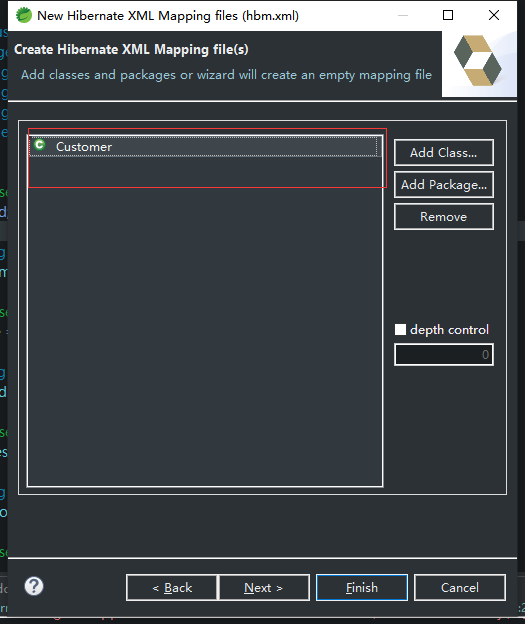 New Hibernate XML Mapping files (hbm.xml)
Create Hibernate XML Mapping file(s)
Add classes and packages or wizard will create an empty mapping file
Customer
Add Class...
Add Package...
Remove
depth control
0
?
< Back
Next >
Finish
Cancel